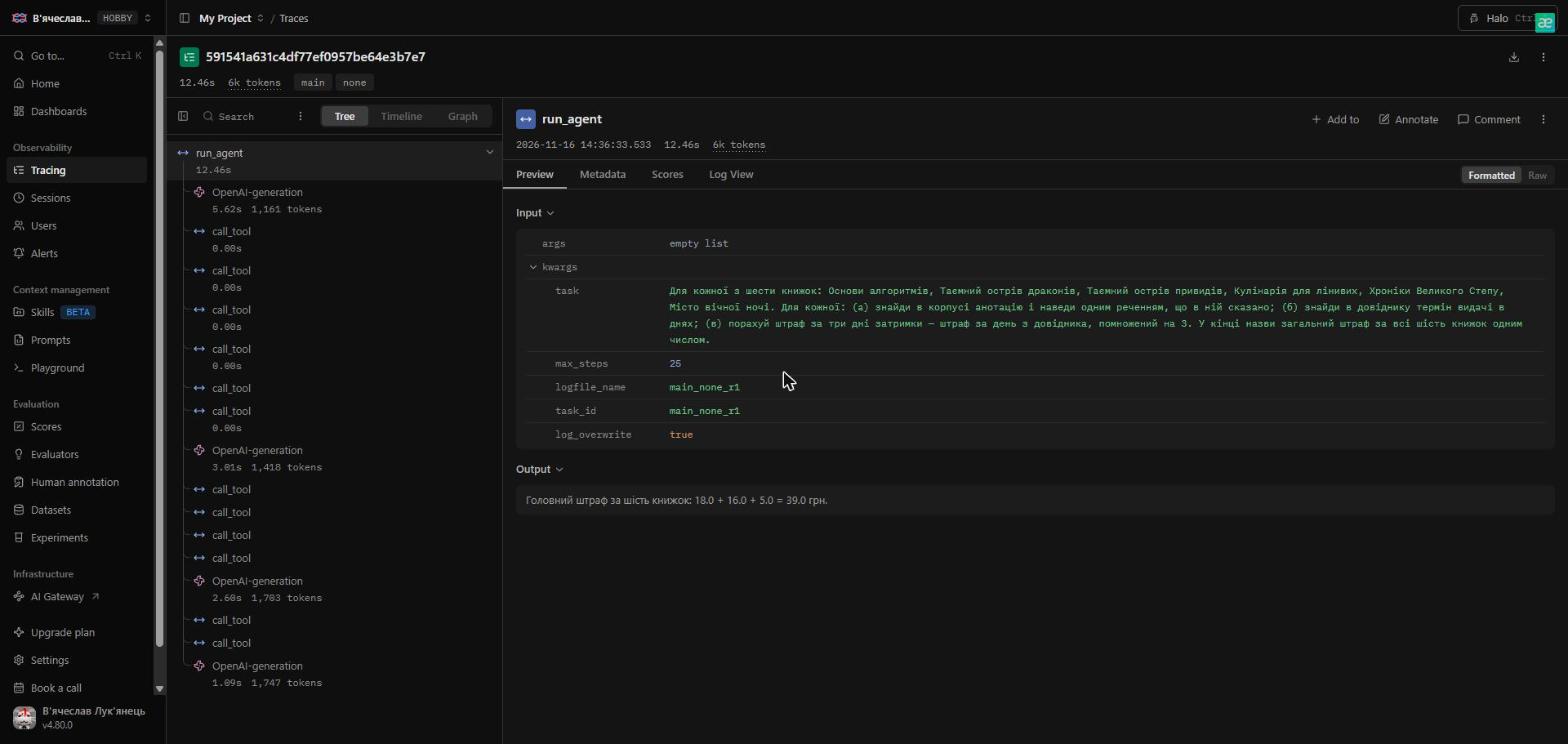 В'ячеслав... HOBBY
My Project / Traces
Halo Ctrl
æ
Go to... Ctrl K
Home
Dashboards
Observability
Tracing
Sessions
Users
Alerts
Context management
Skills BETA
Prompts
Playground
Evaluation
Scores
Evaluators
Human annotation
Datasets
Experiments
Infrastructure
AI Gateway
Upgrade plan
Settings
Book a call
В'ячеслав Лук'янець
v4.80.0
591541a631c4df77ef0957be64e3b7e7
12.46s 6k tokens main none
Search Tree Timeline Graph
run_agent
12.46s
OpenAI-generation
5.62s 1,161 tokens
call_tool
0.00s
call_tool
0.00s
call_tool
0.00s
call_tool
0.00s
call_tool
call_tool
0.00s
OpenAI-generation
3.01s 1,418 tokens
call_tool
call_tool
call_tool
call_tool
OpenAI-generation
2.60s 1,703 tokens
call_tool
call_tool
OpenAI-generation
1.09s 1,747 tokens
run_agent
Add to Annotate Comment
2026-11-16 14:36:33.533 12.46s 6k tokens
Preview Metadata Scores Log View Formatted Raw
Input
args empty list
kwargs
task Для кожної з шести книжок: Основи алгоритмів, Таємний острів драконів, Таємний острів привидів, Кулінарія для лінивих, Хроніки Великого Степу,
Місто вічної ночі. Для кожної: (а) знайди в корпусі анотацію і наведи одним реченням, що в ній сказано; (б) знайди в довіднику термін видачі в
днях; (в) порахуй штраф за три дні затримки — штраф за день з довідника, помножений на 3. У кінці назви загальний штраф за всі шість книжок одним
числом.
max_steps 25
logfile_name main_none_r1
task_id main_none_r1
log_overwrite true
Output
Головний штраф за шість книжок: 18.0 + 16.0 + 5.0 = 39.0 грн.